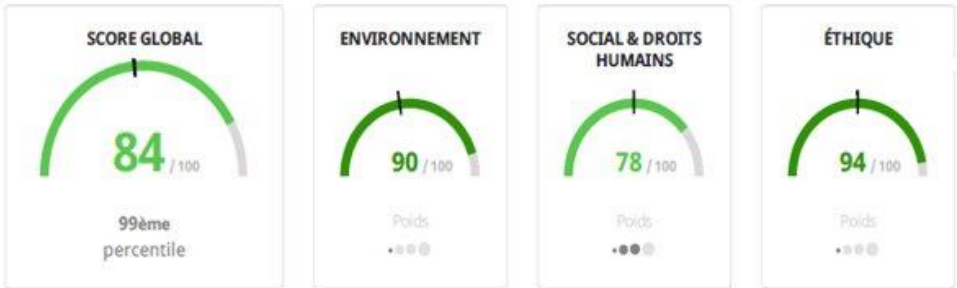 SCORE GLOBAL
84 / 100
99ème
percentile
ENVIRONNEMENT
90 / 100
Poids
SOCIAL & DROITS
HUMAINS
78 / 100
Poids
ÉTHIQUE
94 / 100
Poids